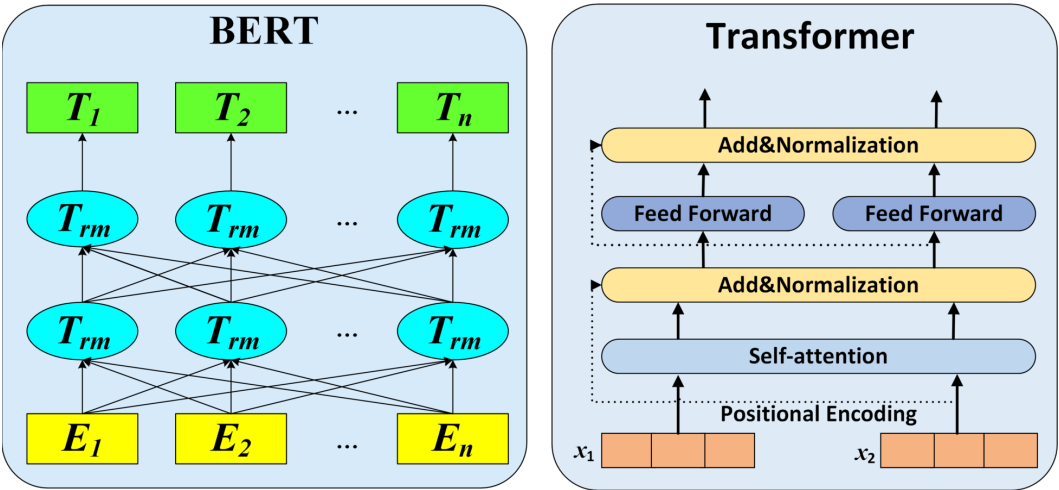 BERT
T1 T2 ... Tn
Trm Trm ... Trm
Trm Trm ... Trm
E1 E2 ... En
Transformer
Add&Normalization
Feed Forward Feed Forward
Add&Normalization
Self-attention
Positional Encoding
x1 x2